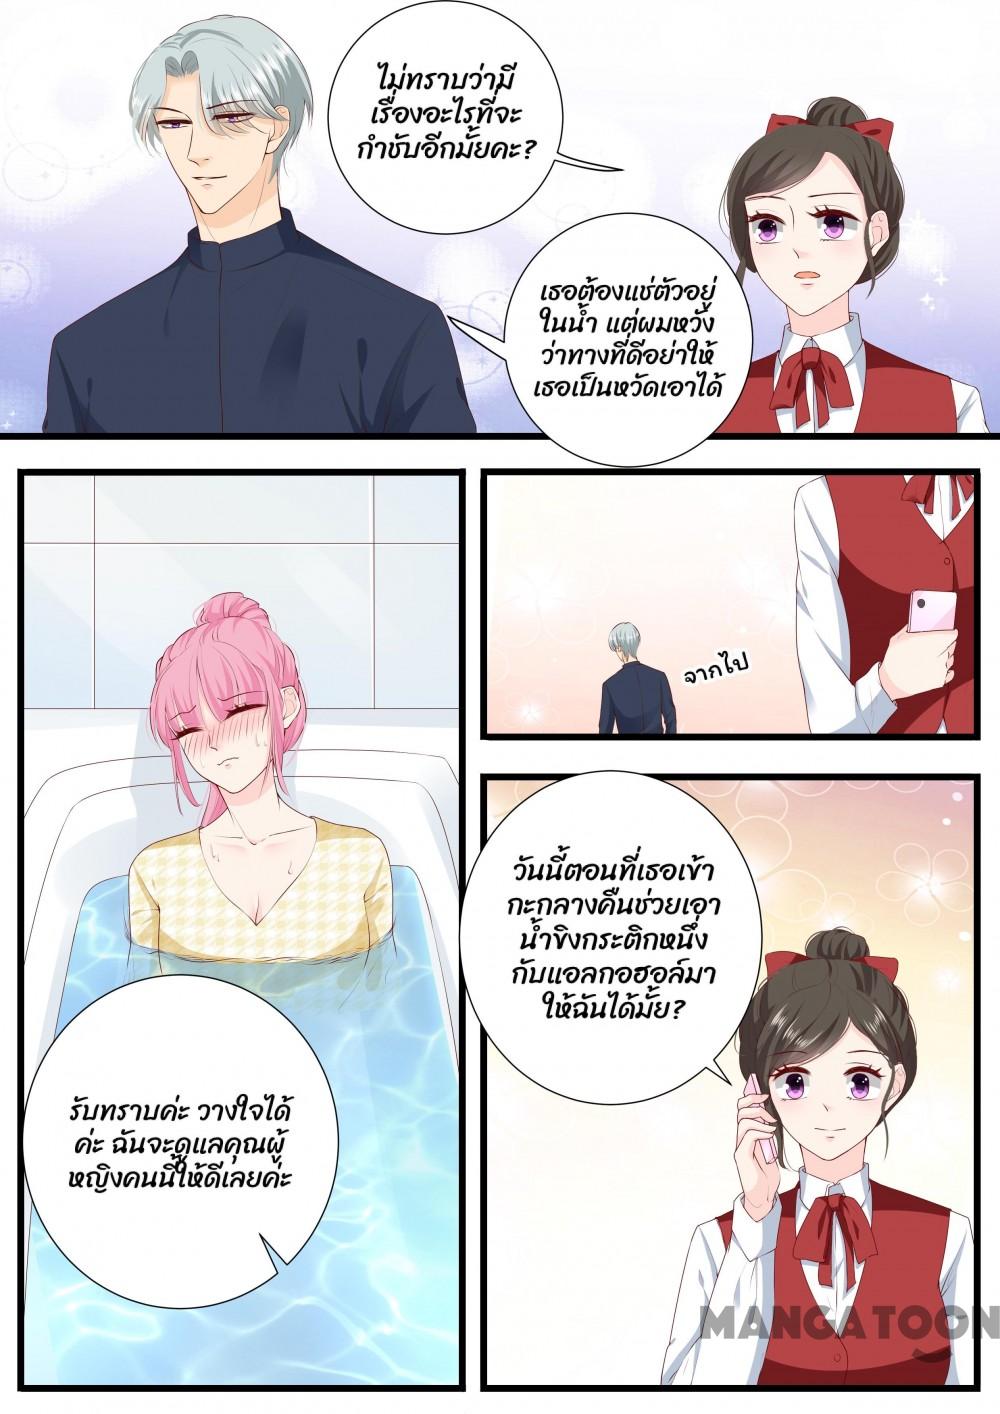 ไม่ทราบว่ามี
เรื่องอะไรที่จะ
กำชับอีกมั้ยคะ?
เธอต้องแช่ตัวอยู่
ในน้ำ แต่ผมหวัง
ว่าทางที่ดีอย่าให้
เธอเป็นหวัดเอาได้
รับทราบค่ะ วางใจได้
ค่ะ ฉันจะดูแลคุณผู้
หญิงคนนี้ให้ดีเลยค่ะ
จากไป
วันนี้ตอนที่เธอเข้า
กะกลางคืนช่วยเอา
น้ำขิงกระติกหนึ่ง
กับแอลกอฮอล์มา
ให้ฉันได้มั้ย?
MANGATOON